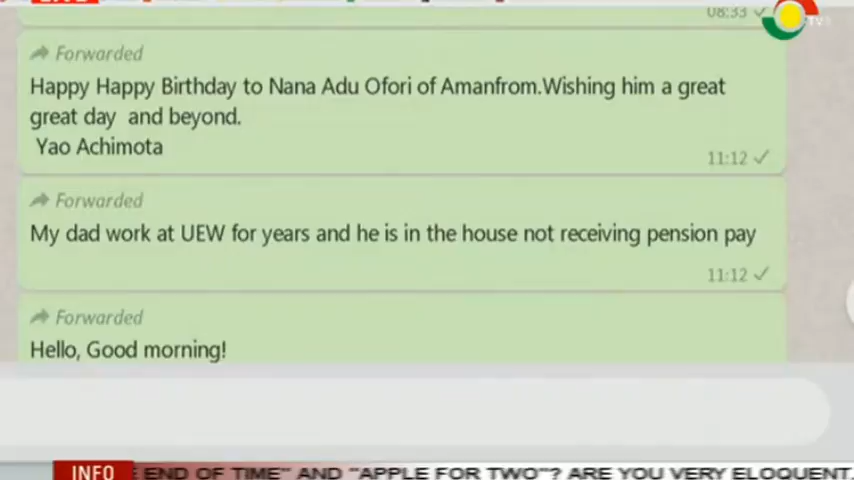 08:33
Forwarded
Happy Happy Birthday to Nana Adu Ofori of Amanfrom.Wishing him a great
great day and beyond.
Yao Achimota
11:12
Forwarded
My dad work at UEW for years and he is in the house not receiving pension pay
11:12
Forwarded
Hello, Good morning!
INFO
END OF TIME" AND "APPLE FOR TWO"? ARE YOU VERY ELOQUENT,